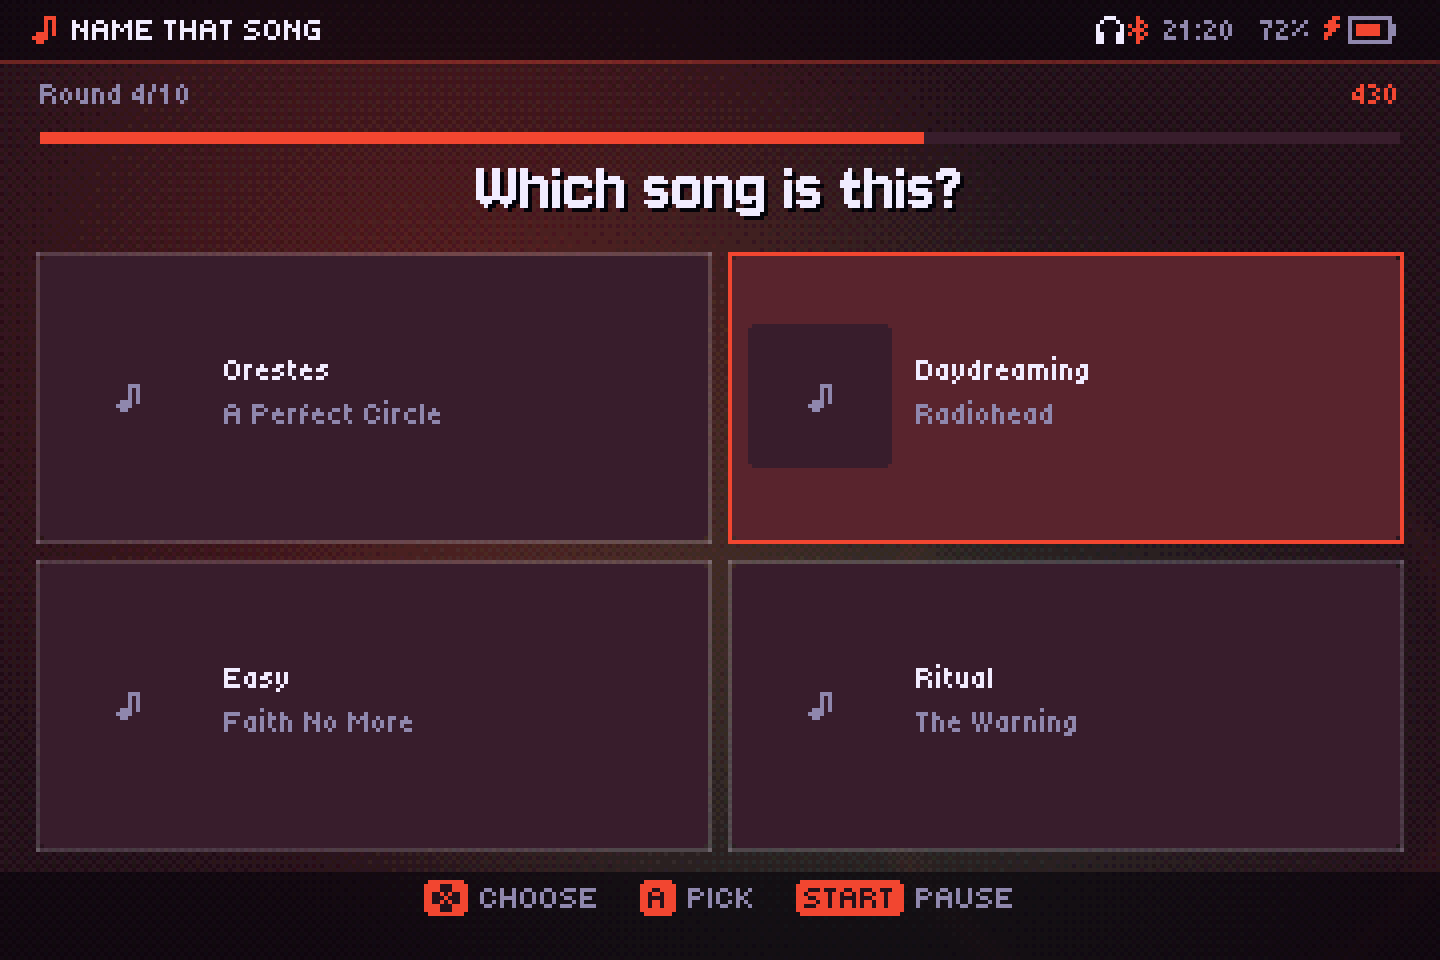 NAME THAT SONG
21:20 72%
Round 4/10
430
Which song is this?
Orestes
A Perfect Circle
Daydreaming
Radiohead
Easy
Faith No More
Ritual
The Warning
CHOOSE
A PICK
START PAUSE